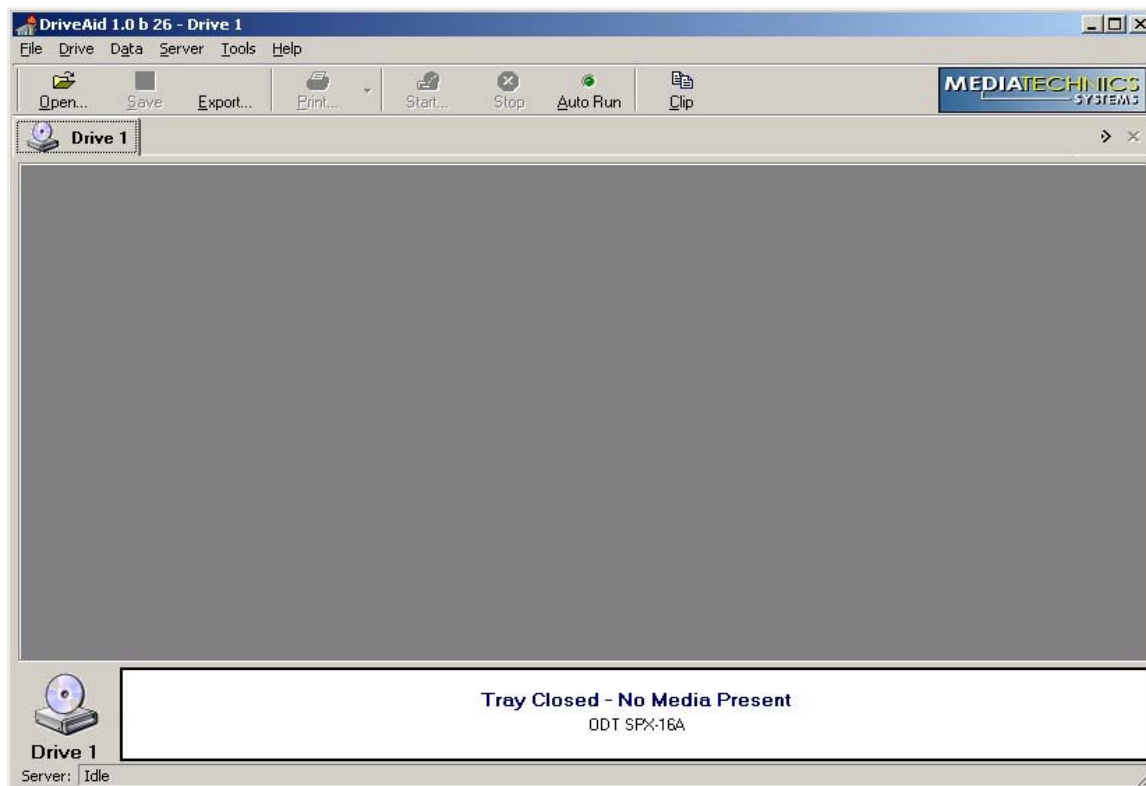 DriveAid 1.0 b 26 - Drive 1
File Drive Data Server Tools Help
Open... Save Export... Print... Start... Stop Auto Run Clip
MEDIATECHNICS
SYSTEMS
Drive 1
Tray Closed - No Media Present
ODT SPX-16A
Drive 1
Server: Idle